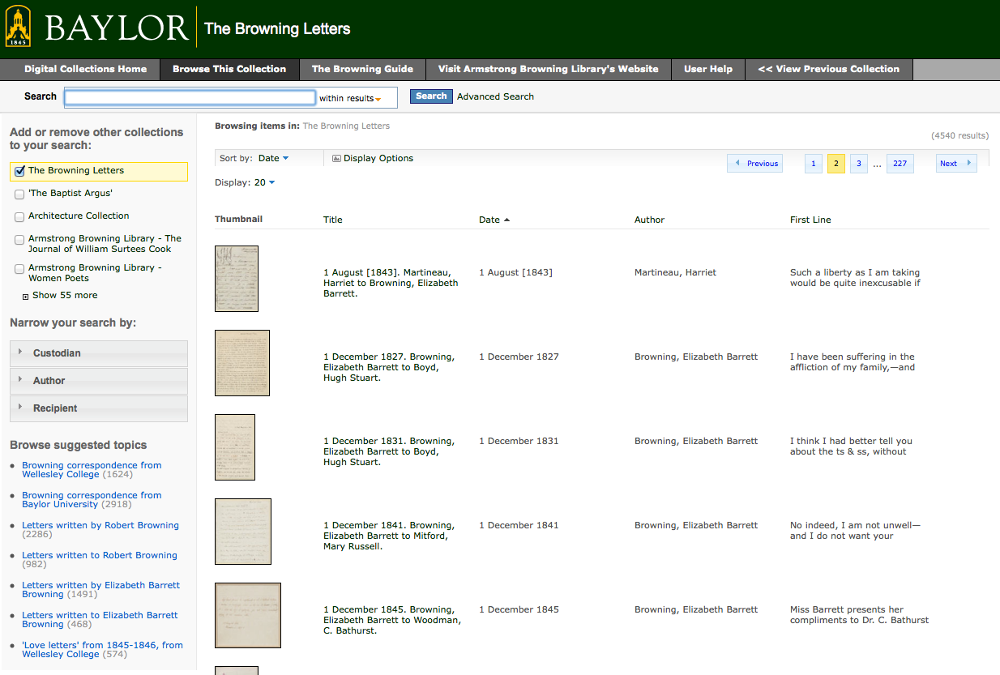 1845
BAYLOR
The Browning Letters
Digital Collections Home
Browse This Collection
The Browning Guide
Visit Armstrong Browning Library's Website
User Help
<< View Previous Collection
Search
within results
Search
Advanced Search
Add or remove other collections
to your search:
The Browning Letters
'The Baptist Argus'
Architecture Collection
Armstrong Browning Library - The
Journal of William Surtees Cook
Armstrong Browning Library -
Women Poets
Show 55 more
Narrow your search by:
Custodian
Author
Recipient
Browse suggested topics
Browning correspondence from
Wellesley College (1624)
Browning correspondence from
Baylor University (2918)
Letters written by Robert Browning
(2286)
Letters written to Robert Browning
(982)
Letters written by Elizabeth Barrett
Browning (1491)
Letters written to Elizabeth Barrett
Browning (468)
'Love letters' from 1845-1846, from
Wellesley College (574)
Browsing items in: The Browning Letters
(4540 results)
Sort by: Date
Display Options
Previous 1 2 3 ... 227 Next
Display: 20
Thumbnail
Title
Date
Author
First Line
1 August [1843]. Martineau,
Harriet to Browning, Elizabeth
Barrett.
1 August [1843]
Martineau, Harriet
Such a liberty as I am taking
would be quite inexcusable if
1 December 1827. Browning,
Elizabeth Barrett to Boyd,
Hugh Stuart.
1 December 1827
Browning, Elizabeth Barrett
I have been suffering in the
affliction of my family,—and
1 December 1831. Browning,
Elizabeth Barrett to Boyd,
Hugh Stuart.
1 December 1831
Browning, Elizabeth Barrett
I think I had better tell you
about the ts & ss, without
1 December 1841. Browning,
Elizabeth Barrett to Mitford,
Mary Russell.
1 December 1841
Browning, Elizabeth Barrett
No indeed, I am not unwell—
and I do not want your
1 December 1845. Browning,
Elizabeth Barrett to Woodman,
C. Bathurst.
1 December 1845
Browning, Elizabeth Barrett
Miss Barrett presents her
compliments to Dr. C. Bathurst